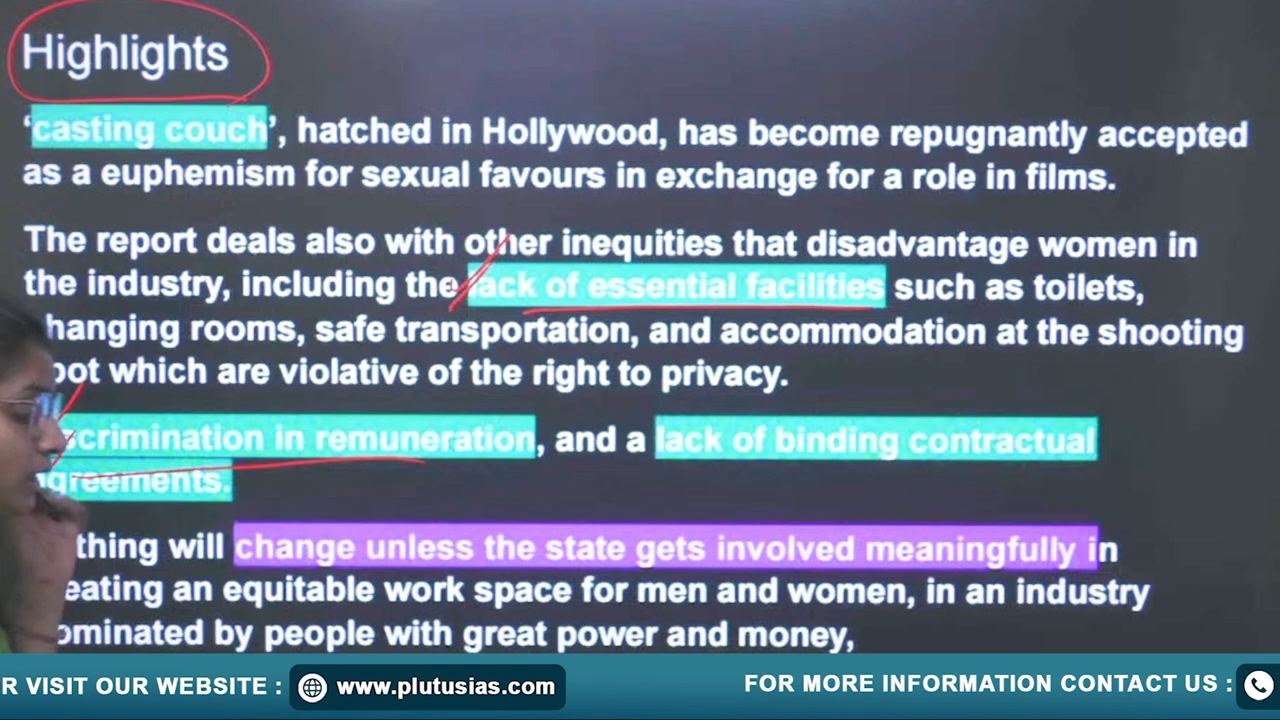 Highlights
‘casting couch’, hatched in Hollywood, has become repugnantly accepted
as a euphemism for sexual favours in exchange for a role in films.
The report deals also with other inequities that disadvantage women in
the industry, including the lack of essential facilities such as toilets,
hanging rooms, safe transportation, and accommodation at the shooting
pot which are violative of the right to privacy.
scrimination in remuneration, and a lack of binding contractual
greements.
thing will change unless the state gets involved meaningfully in
eating an equitable work space for men and women, in an industry
ominated by people with great power and money,
R VISIT OUR WEBSITE : www.plutusias.com FOR MORE INFORMATION CONTACT US :